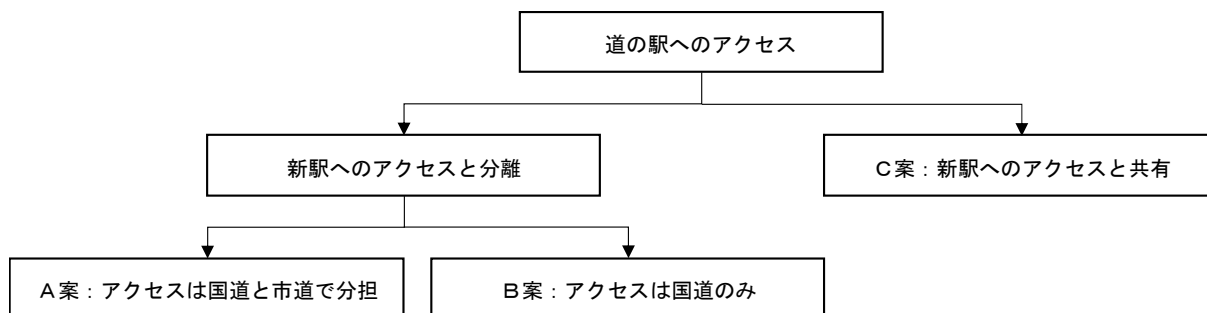 道の駅へのアクセス
新駅へのアクセスと分離
C案：新駅へのアクセスと共有
A案：アクセスは国道と市道で分担
B案：アクセスは国道のみ